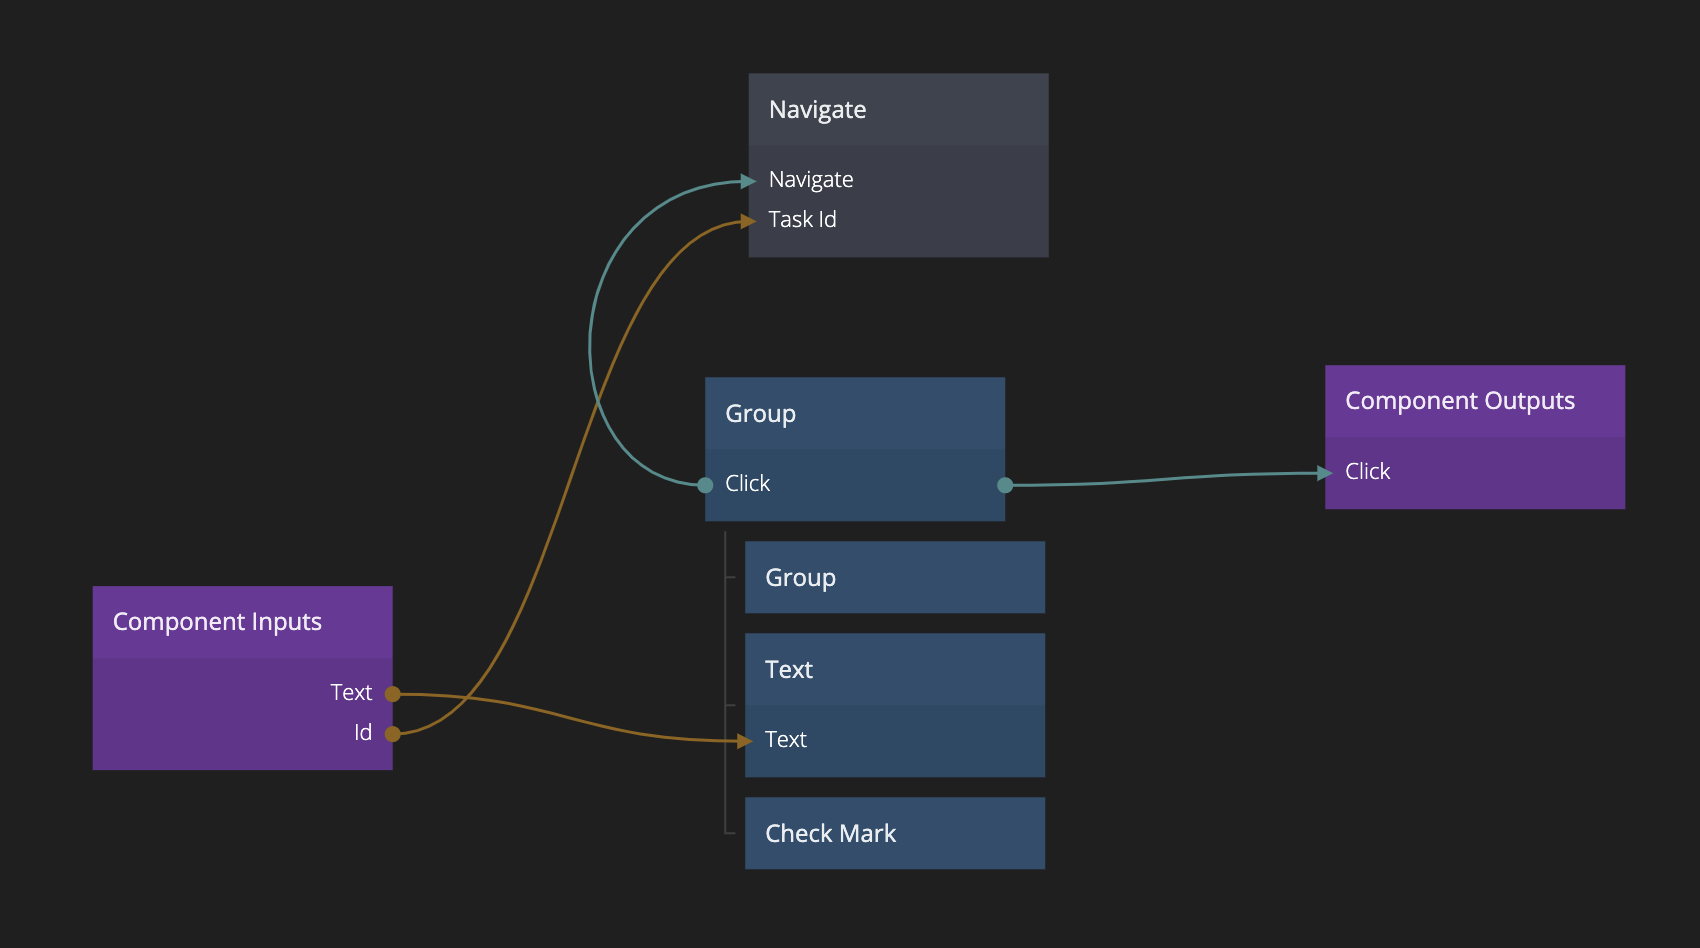 Navigate
Navigate
Task Id
Group
Click
Component Outputs
Click
Group
Component Inputs
Text
Id
Text
Text
Check Mark